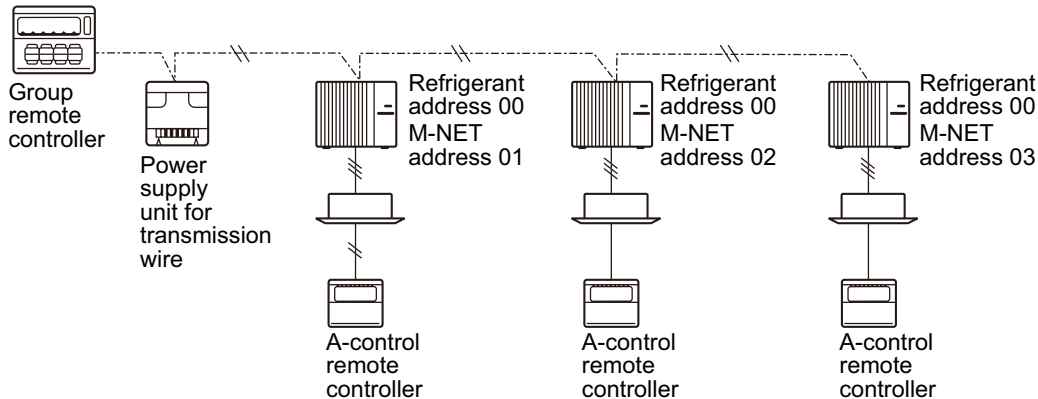 Group
remote
controller
Power
supply
unit for
transmission
wire
Refrigerant
address 00
M-NET
address 01
Refrigerant
address 00
M-NET
address 02
Refrigerant
address 00
M-NET
address 03
A-control
remote
controller
A-control
remote
controller
A-control
remote
controller